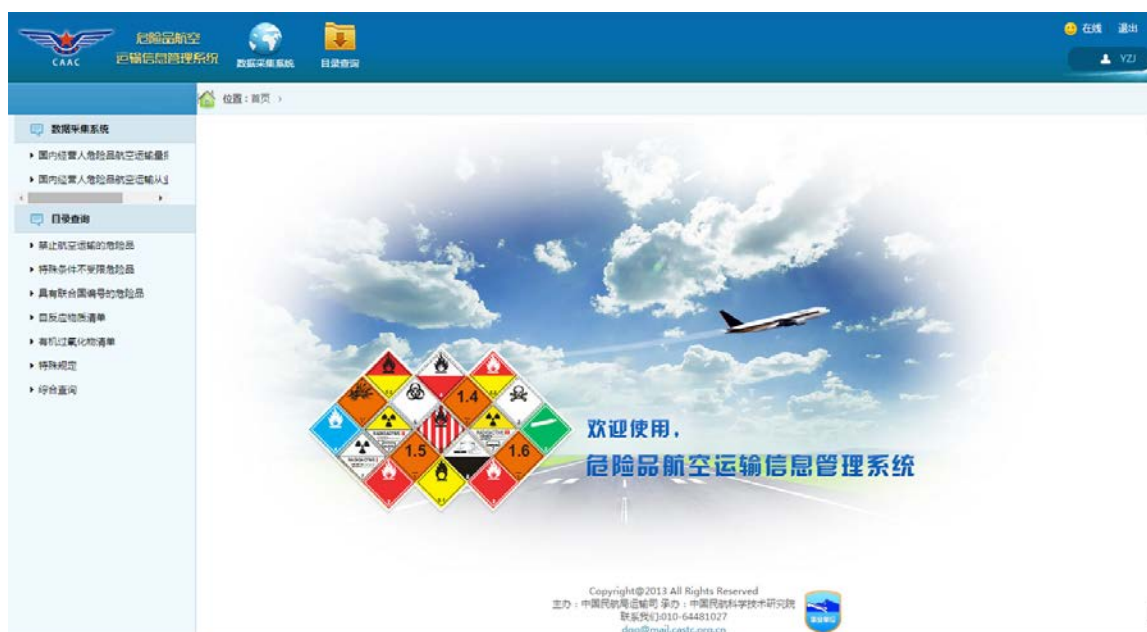 危险品航空
运输信息管理系统
CAAC
数据采集系统
目录查询
在线 退出
YZJ
位置：首页
数据采集系统
国内经营人危险品航空运输量
国内经营人危险品航空运输从
目录查询
禁止航空运输的危险品
特殊条件不受限危险品
具有联合国编号的危险品
自反应物质清单
有机过氧化物清单
特殊规定
综合查询
1.4
1.5
1.6
欢迎使用，
危险品航空运输信息管理系统
Copyright@2013 All Rights Reserved
主办：中国民航局运输司 承办：中国民航科学技术研究院
联系我们:010-64481027
dgo@mail.castc.org.cn
事业单位